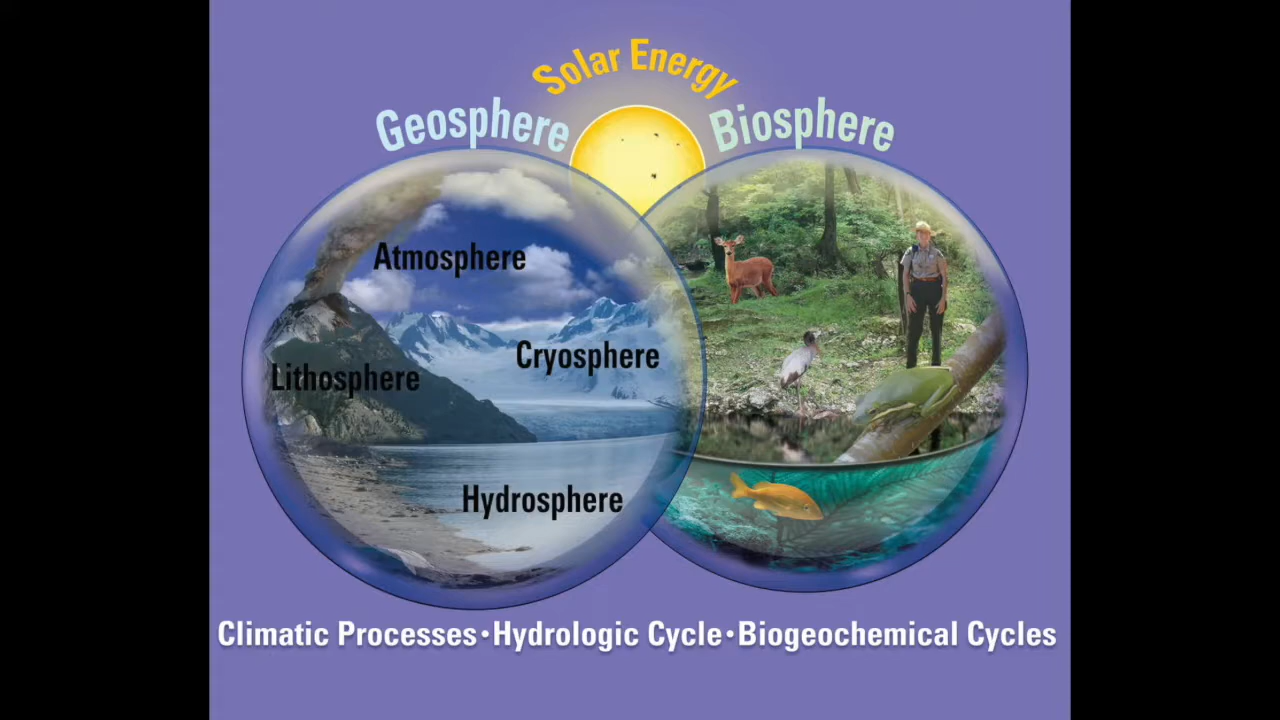 Solar Energy
Geosphere
Biosphere
Atmosphere
Cryosphere
Lithosphere
Hydrosphere
Climatic Processes•Hydrologic Cycle•Biogeochemical Cycles